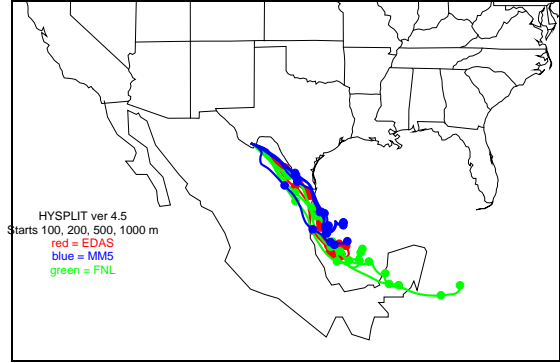 HYSPLIT ver 4.5
Starts 100, 200, 500, 1000 m
red = EDAS
blue = MM5
green = FNL